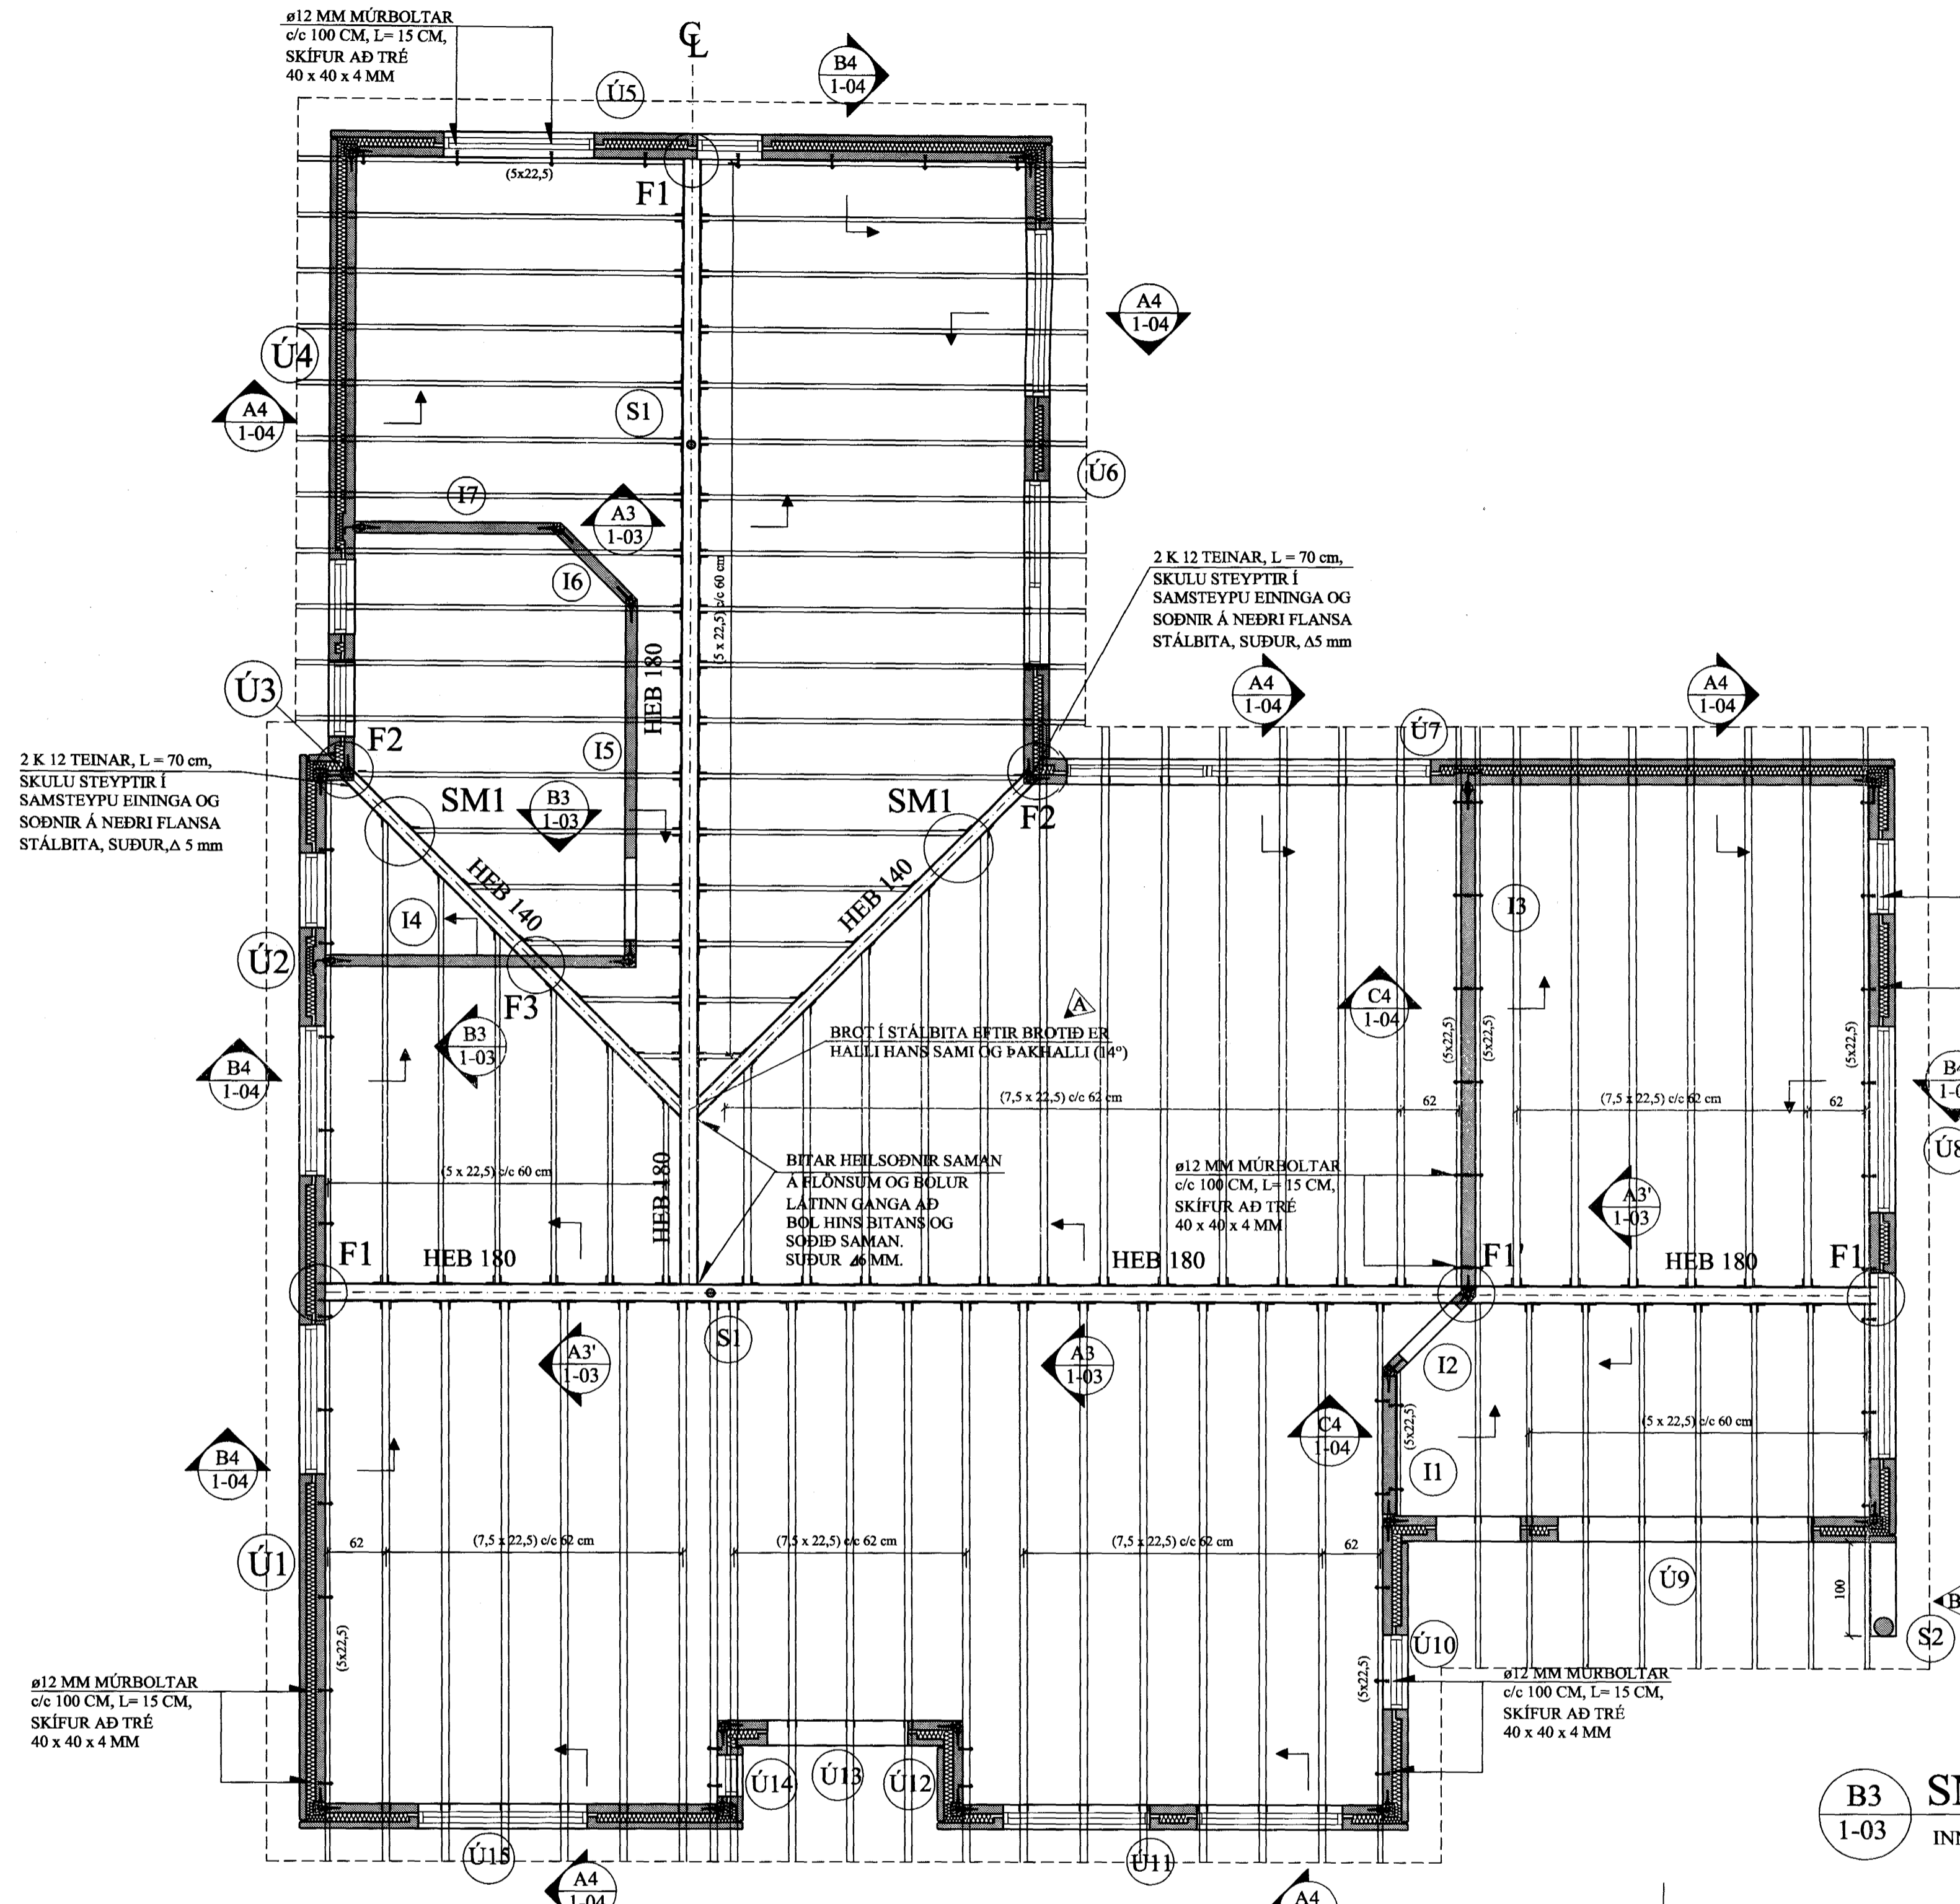 ø12 MM MÚRBOLTAR
c/c 100 CM, L= 15 CM,
SKÍFUR AÐ TRÉ
40 x 40 x 4 MM
B4
1-04
Ú5
(5x22,5)
F1
Ú4
A4
1-04
A4
1-04
S1
Ú6
I7
A3
1-03
I6
(5 x 22,5) c/c 60 cm
HEB 180
2 K 12 TEINAR, L = 70 cm,
SKULU STEYPTIR Í
SAMSTEYPU EININGA OG
SOÐNIR Á NEÐRI FLANSA
STÁLBITA, SUÐUR, Δ5 mm
Ú3
A4
1-04
A4
1-04
F2
I5
Ú7
2 K 12 TEINAR, L = 70 cm,
SKULU STEYPTIR Í
SAMSTEYPU EININGA OG
SOÐNIR Á NEÐRI FLANSA
STÁLBITA, SUÐUR,Δ 5 mm
SM1
B3
1-03
SM1
F2
HEB 140
HEB 140
I4
I3
Ú2
F3
A
C4
1-04
B3
1-03
BROT Í STÁLBITA EFTIR BROTIÐ ER
HALLI HANS SAMI OG ÞAKHALLI (14°)
(5x22,5)
(5x22,5)
(5x22,5)
B4
1-04
(7,5 x 22,5) c/c 62 cm
62
(7,5 x 22,5) c/c 62 cm
62
Ú8
(5 x 22,5) c/c 60 cm
HEB 180
BITAR HEILSOÐNIR SAMAN
Á FLÖNSUM OG BOLUR
LÁTINN GANGA AÐ
BOL HINS BITANS OG
SOÐIÐ SAMAN.
SUÐUR Δ6 MM.
ø12 MM MÚRBOLTAR
c/c 100 CM, L= 15 CM,
SKÍFUR AÐ TRÉ
40 x 40 x 4 MM
A3'
1-03
F1
HEB 180
HEB 180
F1'
HEB 180
F1
S1
A3'
1-03
A3
1-03
I2
C4
1-04
(5x22,5)
(5 x 22,5) c/c 60 cm
B4
1-04
I1
Ú1
62
(7,5 x 22,5) c/c 62 cm
(7,5 x 22,5) c/c 62 cm
(7,5 x 22,5) c/c 62 cm
62
Ú9
100
B
S2
(5x22,5)
Ú10
(5x22,5)
ø12 MM MÚRBOLTAR
c/c 100 CM, L= 15 CM,
SKÍFUR AÐ TRÉ
40 x 40 x 4 MM
ø12 MM MÚRBOLTAR
c/c 100 CM, L= 15 CM,
SKÍFUR AÐ TRÉ
40 x 40 x 4 MM
Ú14
Ú13
Ú12
B3
1-03
Ú15
Ú11
A4
1-04
A4